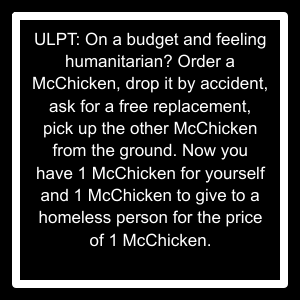 ULPT: On a budget and feeling
humanitarian? Order a
McChicken, drop it by accident,
ask for a free replacement,
pick up the other McChicken
from the ground. Now you
have 1 McChicken for yourself
and 1 McChicken to give to a
homeless person for the price
of 1 McChicken.